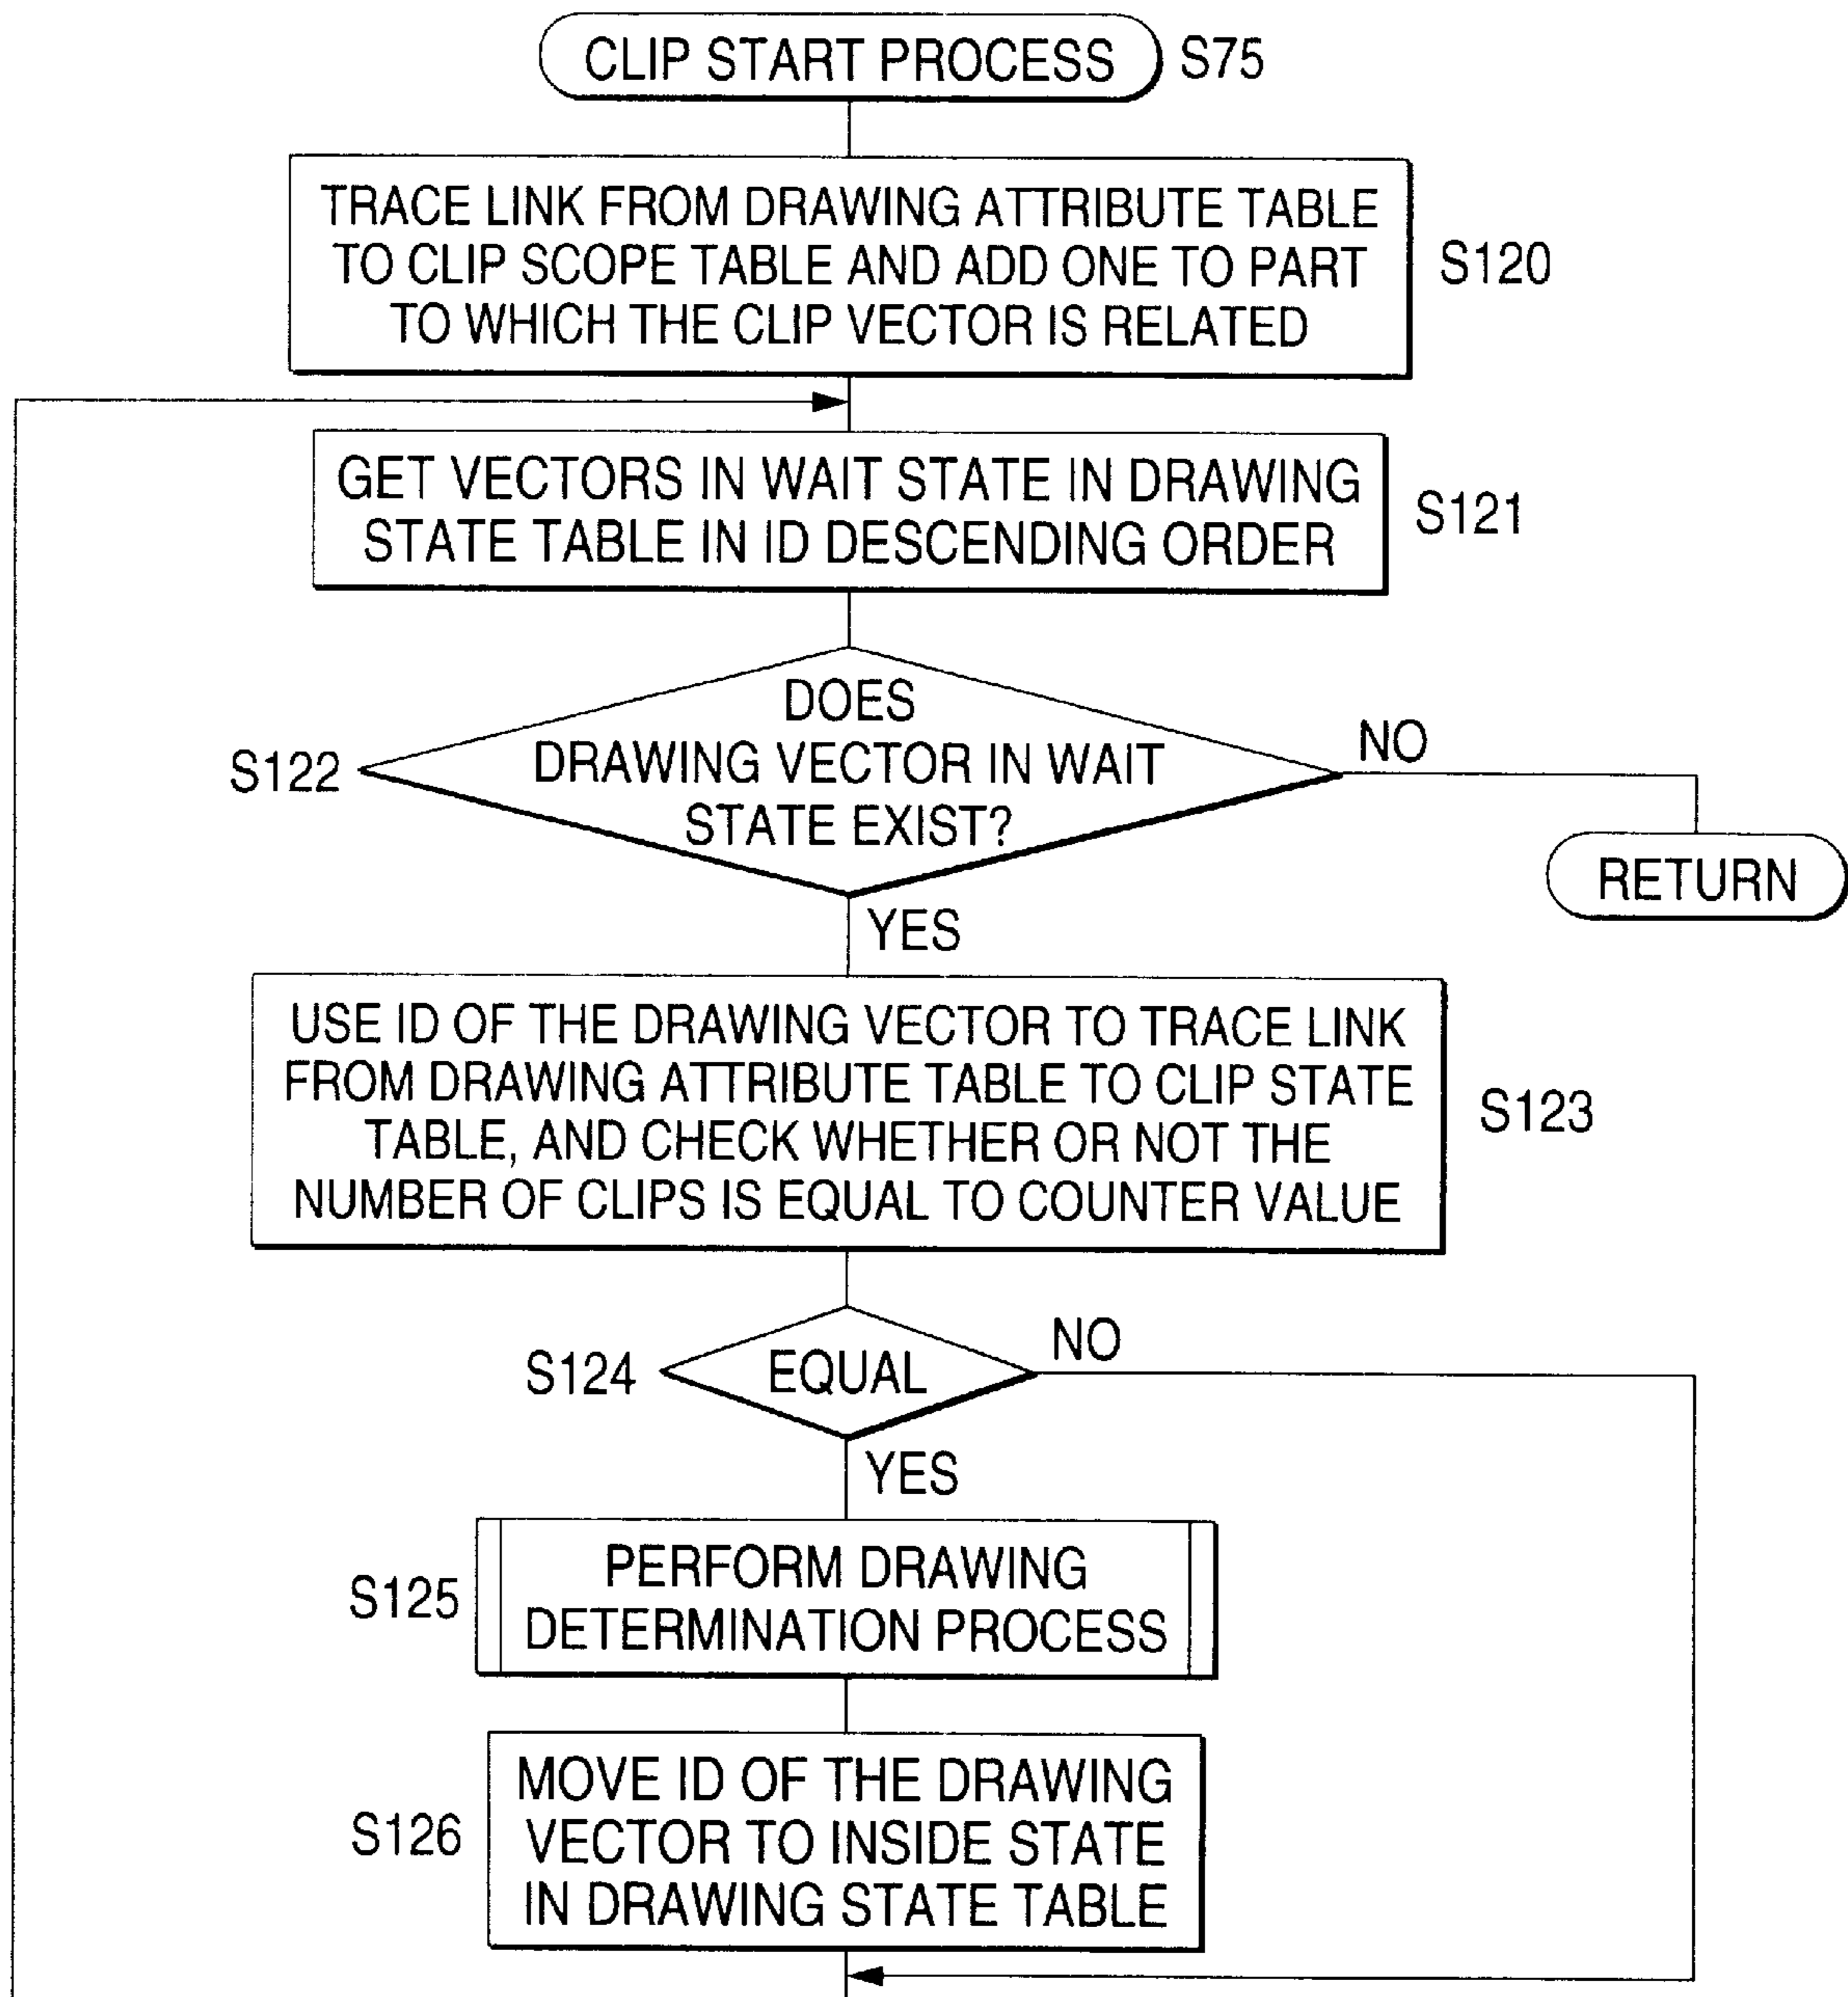 CLIP START PROCESS S75
TRACE LINK FROM DRAWING ATTRIBUTE TABLE
TO CLIP SCOPE TABLE AND ADD ONE TO PART
TO WHICH THE CLIP VECTOR IS RELATED
S120
GET VECTORS IN WAIT STATE IN DRAWING
STATE TABLE IN ID DESCENDING ORDER
S121
DOES
DRAWING VECTOR IN WAIT
STATE EXIST?
S122
NO
RETURN
YES
USE ID OF THE DRAWING VECTOR TO TRACE LINK
FROM DRAWING ATTRIBUTE TABLE TO CLIP STATE
TABLE, AND CHECK WHETHER OR NOT THE
NUMBER OF CLIPS IS EQUAL TO COUNTER VALUE
S123
S124
EQUAL
NO
YES
S125
PERFORM DRAWING
DETERMINATION PROCESS
S126
MOVE ID OF THE DRAWING
VECTOR TO INSIDE STATE
IN DRAWING STATE TABLE